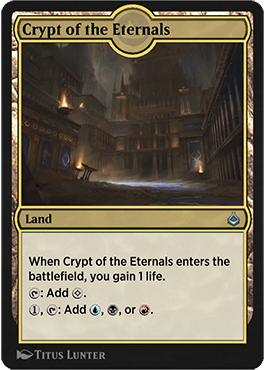 Crypt of the Eternals
Land
When Crypt of the Eternals enters the
battlefield, you gain 1 life.
: Add .
1, : Add , , or .
Titus Lunter